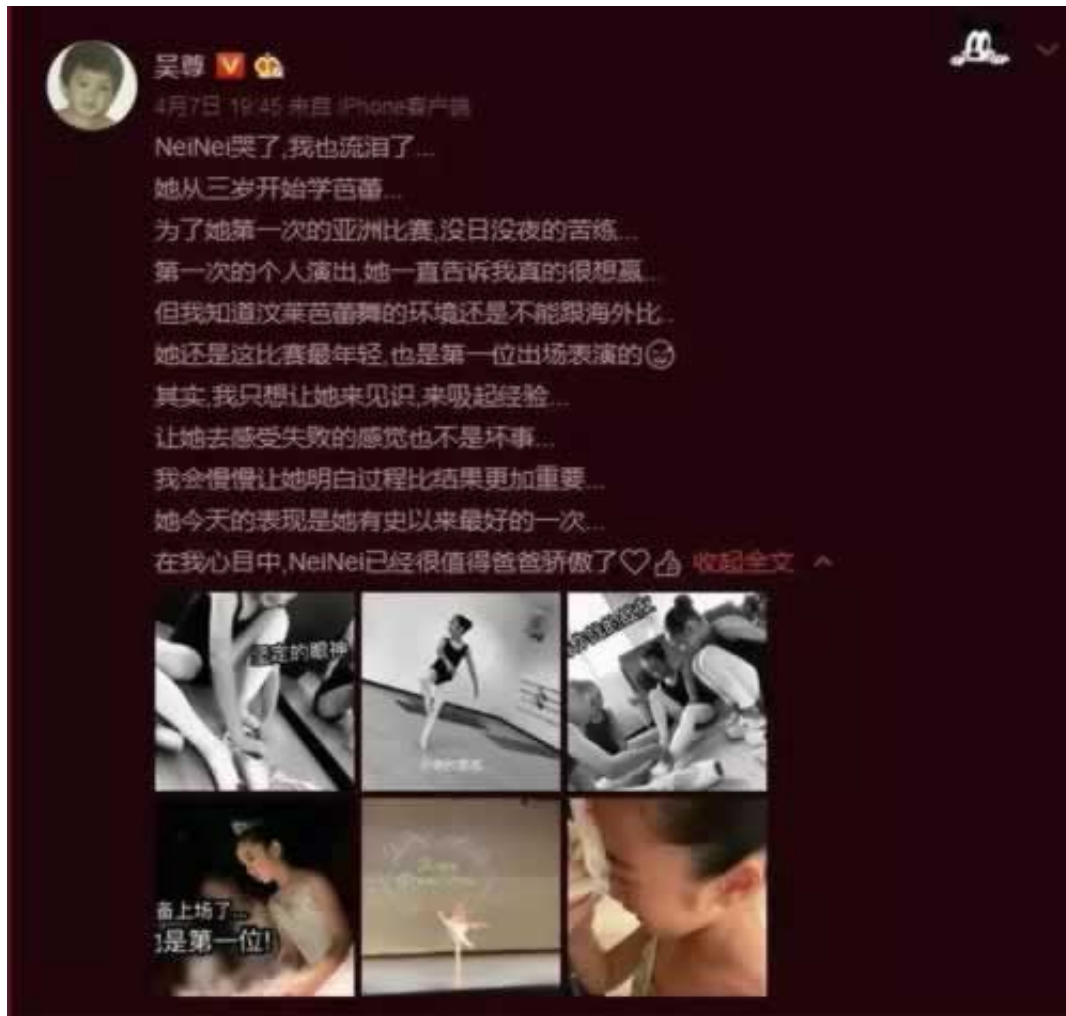 吴尊
4月7日 19:45 来自 iPhone客户端
NeiNei哭了,我也流泪了...
她从三岁开始学芭蕾...
为了她第一次的亚洲比赛,没日没夜的苦练...
第一次的个人演出,她一直告诉我真的很想赢...
但我知道汶莱芭蕾舞的环境还是不能跟海外比..
她还是这比赛最年轻,也是第一位出场表演的
其实,我只想让她来见识,来吸起经验...
让她去感受失败的感觉也不是坏事...
我会慢慢让她明白过程比结果更加重要...
她今天的表现是她有史以来最好的一次...
在我心目中,NeiNei已经很值得爸爸骄傲了♡ 收起全文
定的眼神
备上场了...
是第一位!